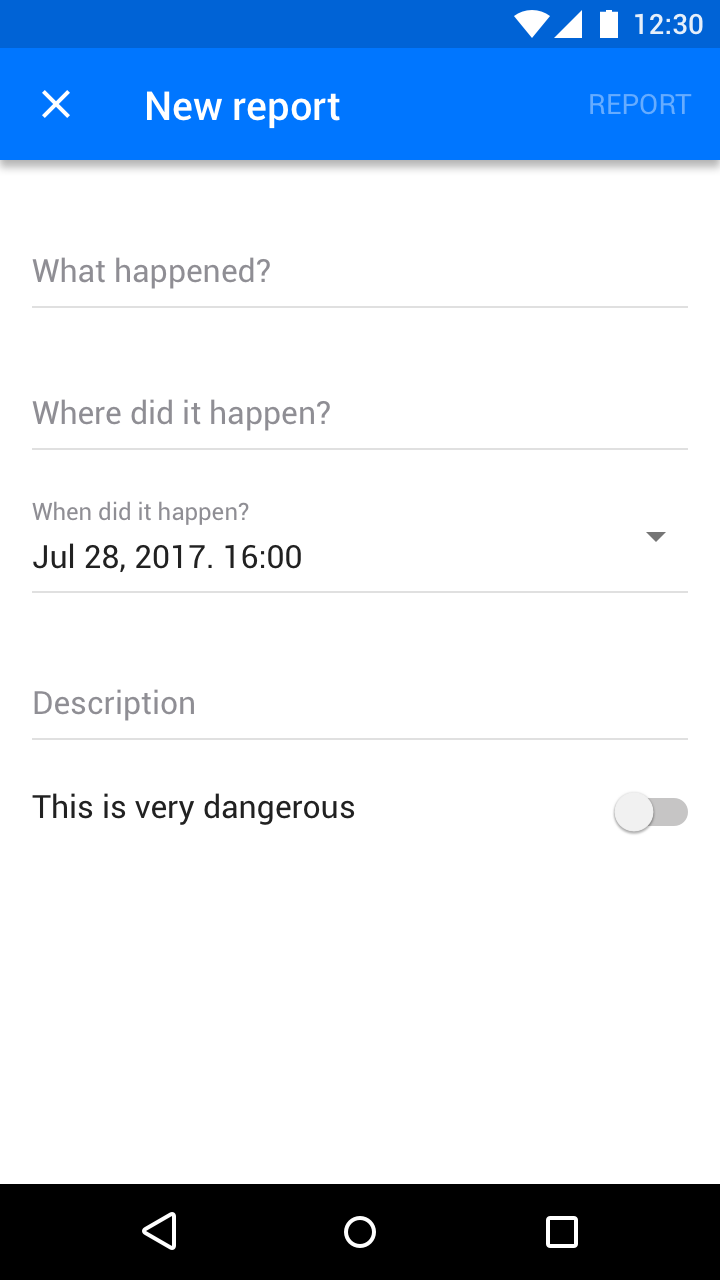 12:30
New report REPORT
What happened?
Where did it happen?
When did it happen?
Jul 28, 2017. 16:00
Description
This is very dangerous